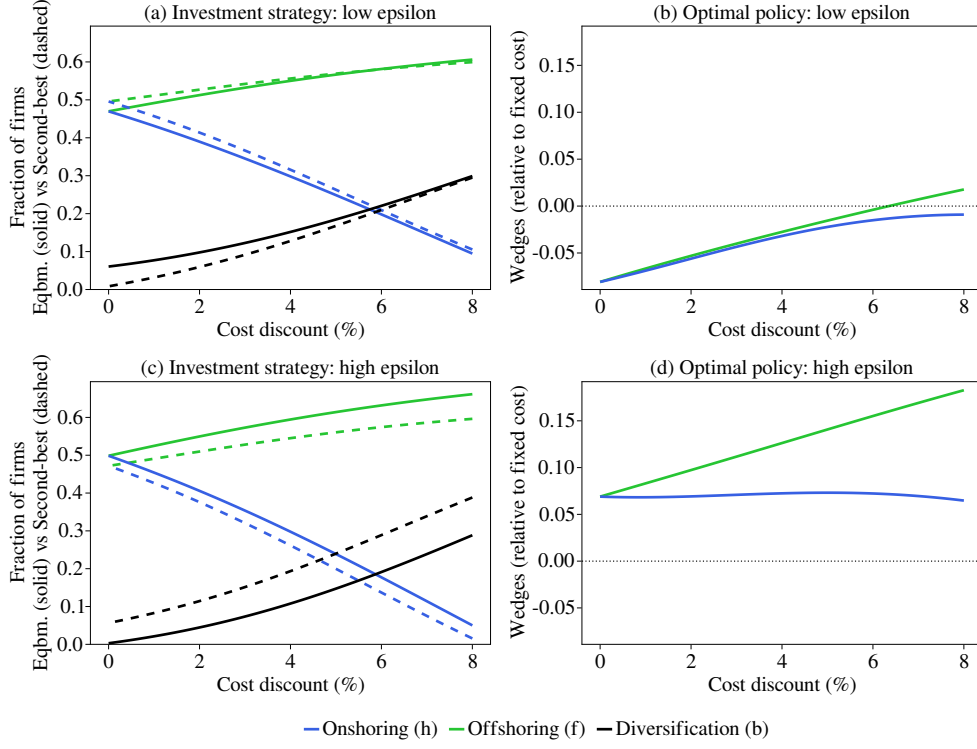 (a) Investment strategy: low epsilon
Fraction of firms
Eqbm. (solid) vs Second-best (dashed)
0.6
0.5
0.4
0.3
0.2
0.1
0.0
0 2 4 6 8
Cost discount (%)
(b) Optimal policy: low epsilon
Wedges (relative to fixed cost)
0.15
0.10
0.05
0.00
-0.05
0 2 4 6 8
Cost discount (%)
(c) Investment strategy: high epsilon
Fraction of firms
Eqbm. (solid) vs Second-best (dashed)
0.6
0.5
0.4
0.3
0.2
0.1
0.0
0 2 4 6 8
Cost discount (%)
(d) Optimal policy: high epsilon
Wedges (relative to fixed cost)
0.15
0.10
0.05
0.00
-0.05
0 2 4 6 8
Cost discount (%)
Onshoring (h) Offshoring (f) Diversification (b)